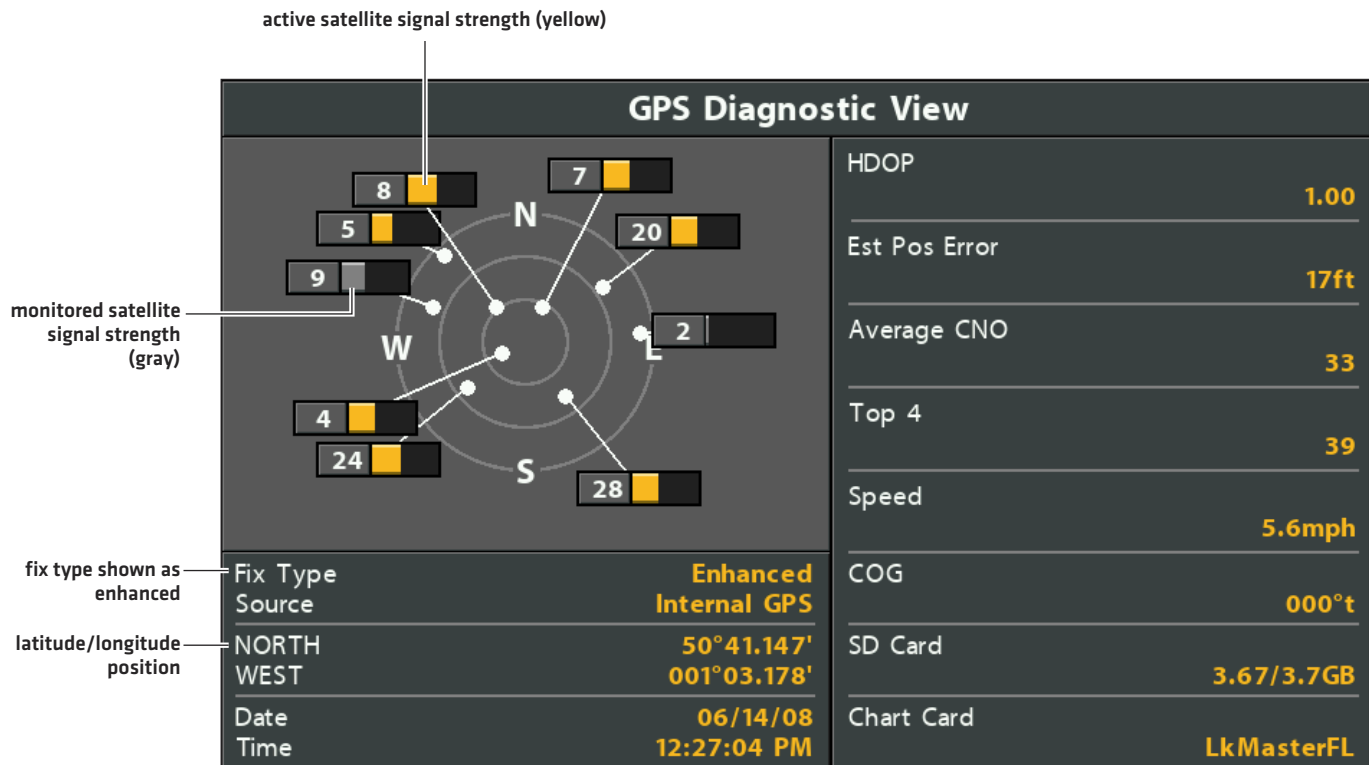 active satellite signal strength (yellow)
GPS Diagnostic View
8
7
5
N
20
9
monitored satellite
signal strength
(gray)
2
W
E
4
24
S
28
HDOP
1.00
Est Pos Error
17ft
Average CNO
33
Top 4
39
Speed
5.6mph
COG
000°t
SD Card
3.67/3.7GB
Chart Card
LkMasterFL
fix type shown as
enhanced
Fix Type Enhanced
Source Internal GPS
latitude/longitude
position
NORTH 50°41.147'
WEST 001°03.178'
Date 06/14/08
Time 12:27:04 PM